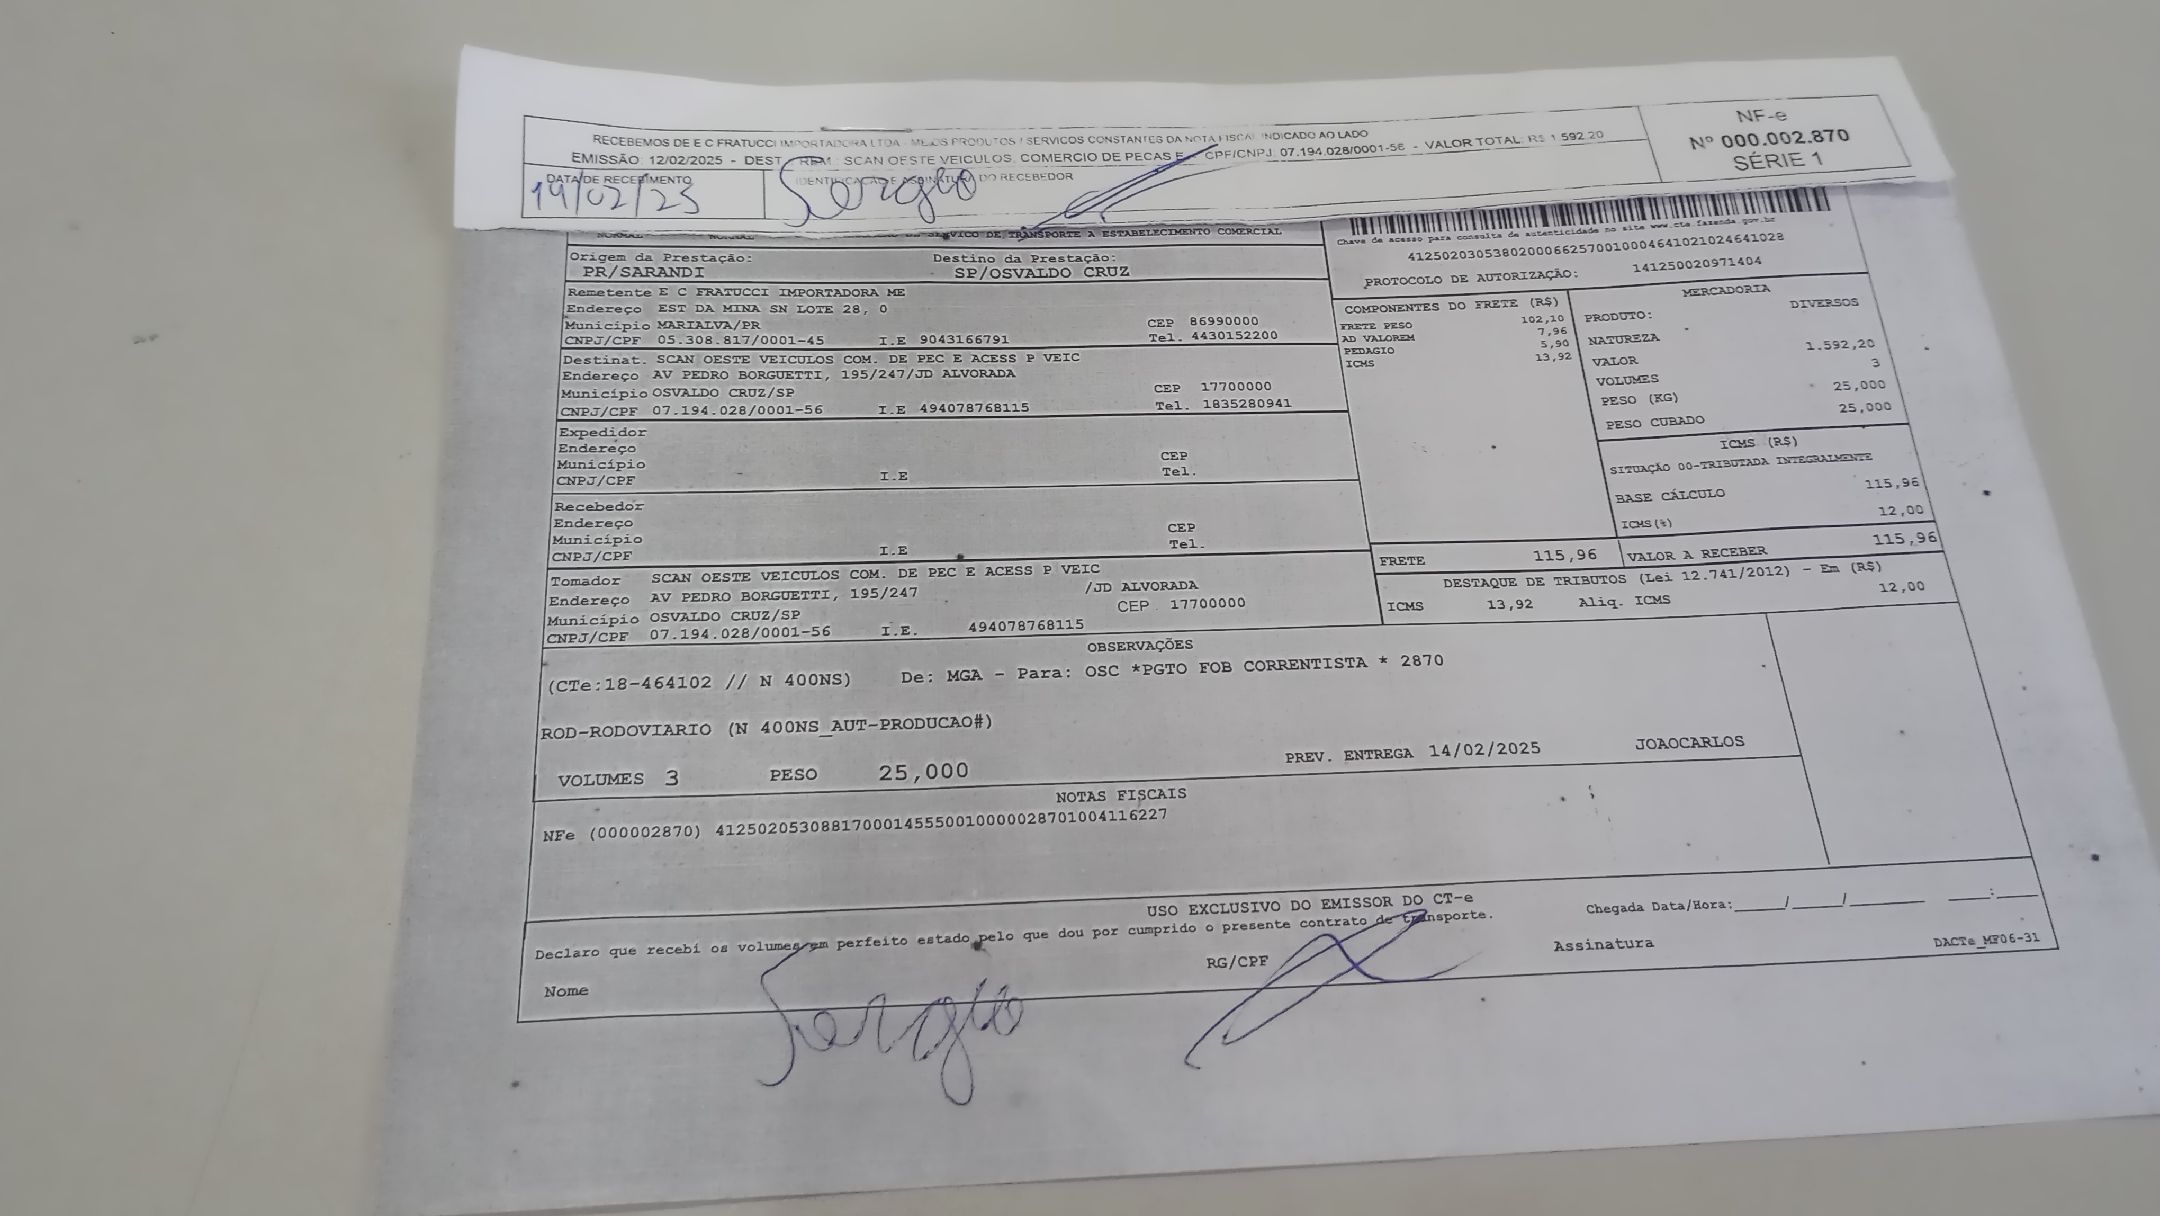 RECEBEMOS DE E C FRATUCCI IMPORTADORA LTDA - ME OS PRODUTOS / SERVICOS CONSTANTES DA NOTA FISCAL INDICADO AO LADO
EMISSÃO: 12/02/2025 - DEST. / REM.: SCAN OESTE VEICULOS, COMERCIO DE PECAS E - CPF/CNPJ: 07.194.028/0001-56 - VALOR TOTAL: R$ 1.592,20
NF-e
Nº 000.002.870
SÉRIE 1
DATA DE RECEBIMENTO
14/02/25
IDENTIFICAÇÃO E ASSINATURA DO RECEBEDOR
Sergio
NORMAL NORMAL DE SERVICO DE TRANSPORTE A ESTABELECIMENTO COMERCIAL
Chave de acesso para consulta de autenticidade no site www.cte.fazenda.gov.br
41250203053802000662570010004641021024641028
PROTOCOLO DE AUTORIZAÇÃO: 141250020971404
Origem da Prestação: Destino da Prestação:
PR/SARANDI SP/OSVALDO CRUZ
Remetente E C FRATUCCI IMPORTADORA ME
Endereço EST DA MINA SN LOTE 28, 0
Município MARIALVA/PR CEP 86990000
CNPJ/CPF 05.308.817/0001-45 I.E 9043166791 Tel. 4430152200
Destinat. SCAN OESTE VEICULOS COM. DE PEC E ACESS P VEIC
Endereço AV PEDRO BORGUETTI, 195/247/JD ALVORADA
Município OSVALDO CRUZ/SP CEP 17700000
CNPJ/CPF 07.194.028/0001-56 I.E 494078768115 Tel. 1835280941
Expedidor
Endereço
Município CEP
CNPJ/CPF I.E Tel.
Recebedor
Endereço
Município CEP
CNPJ/CPF I.E Tel.
Tomador SCAN OESTE VEICULOS COM. DE PEC E ACESS P VEIC
Endereço AV PEDRO BORGUETTI, 195/247 /JD ALVORADA
Município OSVALDO CRUZ/SP CEP 17700000
CNPJ/CPF 07.194.028/0001-56 I.E. 494078768115
COMPONENTES DO FRETE (R$)
FRETE PESO 102,10
AD VALOREM 7,96
PEDAGIO 5,90
ICMS 13,92
MERCADORIA
PRODUTO: DIVERSOS
NATUREZA
VALOR 1.592,20
VOLUMES 3
PESO (KG) 25,000
PESO CUBADO 25,000
ICMS (R$)
SITUAÇÃO 00-TRIBUTADA INTEGRALMENTE
BASE CÁLCULO 115,96
ICMS(%) 12,00
FRETE 115,96 VALOR A RECEBER 115,96
DESTAQUE DE TRIBUTOS (Lei 12.741/2012) - Em (R$)
ICMS 13,92 Aliq. ICMS 12,00
OBSERVAÇÕES
(CTe:18-464102 // N 400NS) De: MGA - Para: OSC *PGTO FOB CORRENTISTA * 2870
ROD-RODOVIARIO (N 400NS_AUT-PRODUCAO#)
VOLUMES 3 PESO 25,000 PREV. ENTREGA 14/02/2025 JOAOCARLOS
NOTAS FISCAIS
NFe (000002870) 41250205308817000145550010000028701004116227
USO EXCLUSIVO DO EMISSOR DO CT-e
Declaro que recebi os volumes em perfeito estado pelo que dou por cumprido o presente contrato de transporte.
Chegada Data/Hora:_____/_____/_______ ____:____
Nome Sergio RG/CPF Assinatura DACTe_MF06-31